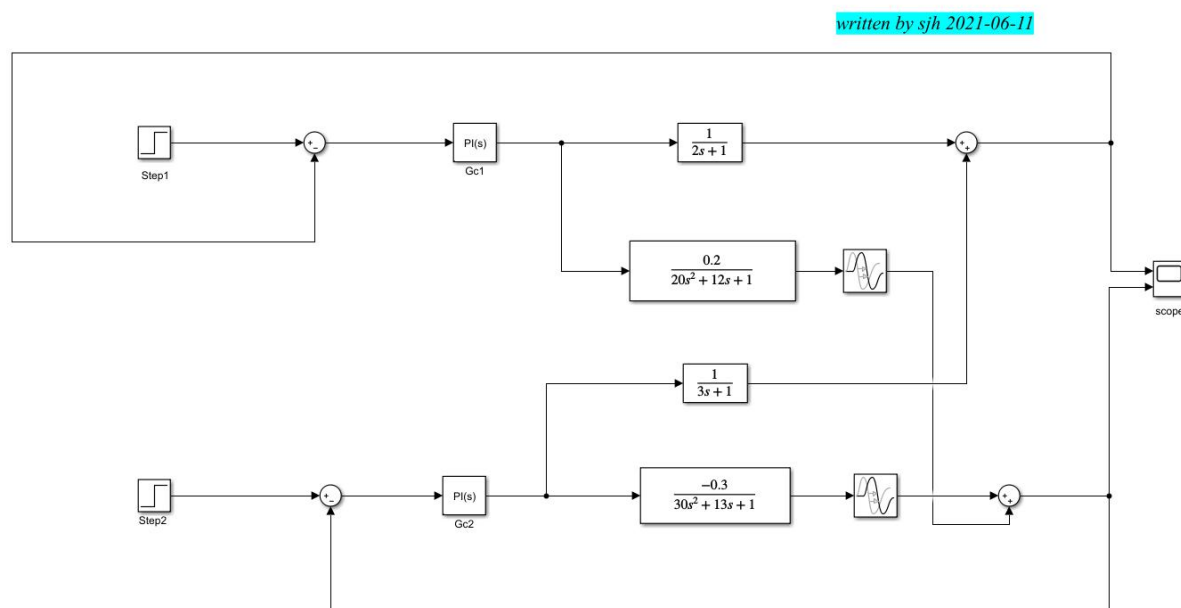 written by sjh 2021-06-11
Step1
PI(s)
Gc1
1
2s + 1
0.2
20s² + 12s + 1
scope
1
3s + 1
Step2
PI(s)
Gc2
−0.3
30s² + 13s + 1